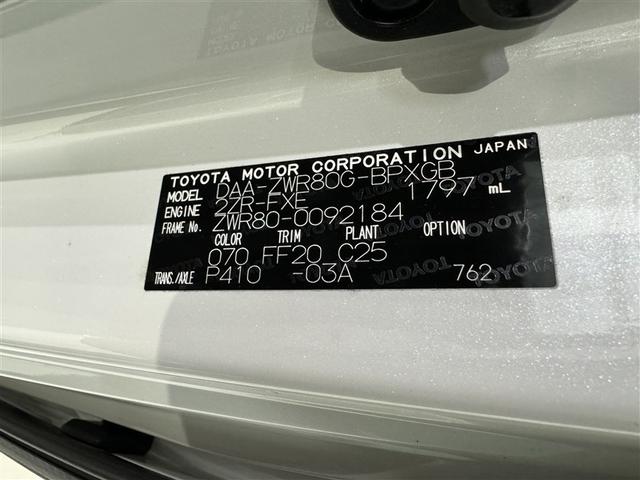 TOYOTA MOTOR CORPORATION JAPAN
MODEL DAA-ZWR80G-BPXGB
ENGINE 2ZR-FXE 1797 mL
FRAME No. ZWR80-0092184
COLOR TRIM PLANT OPTION
070 FF20 C25
TRANS./AXLE P410 -03A 762